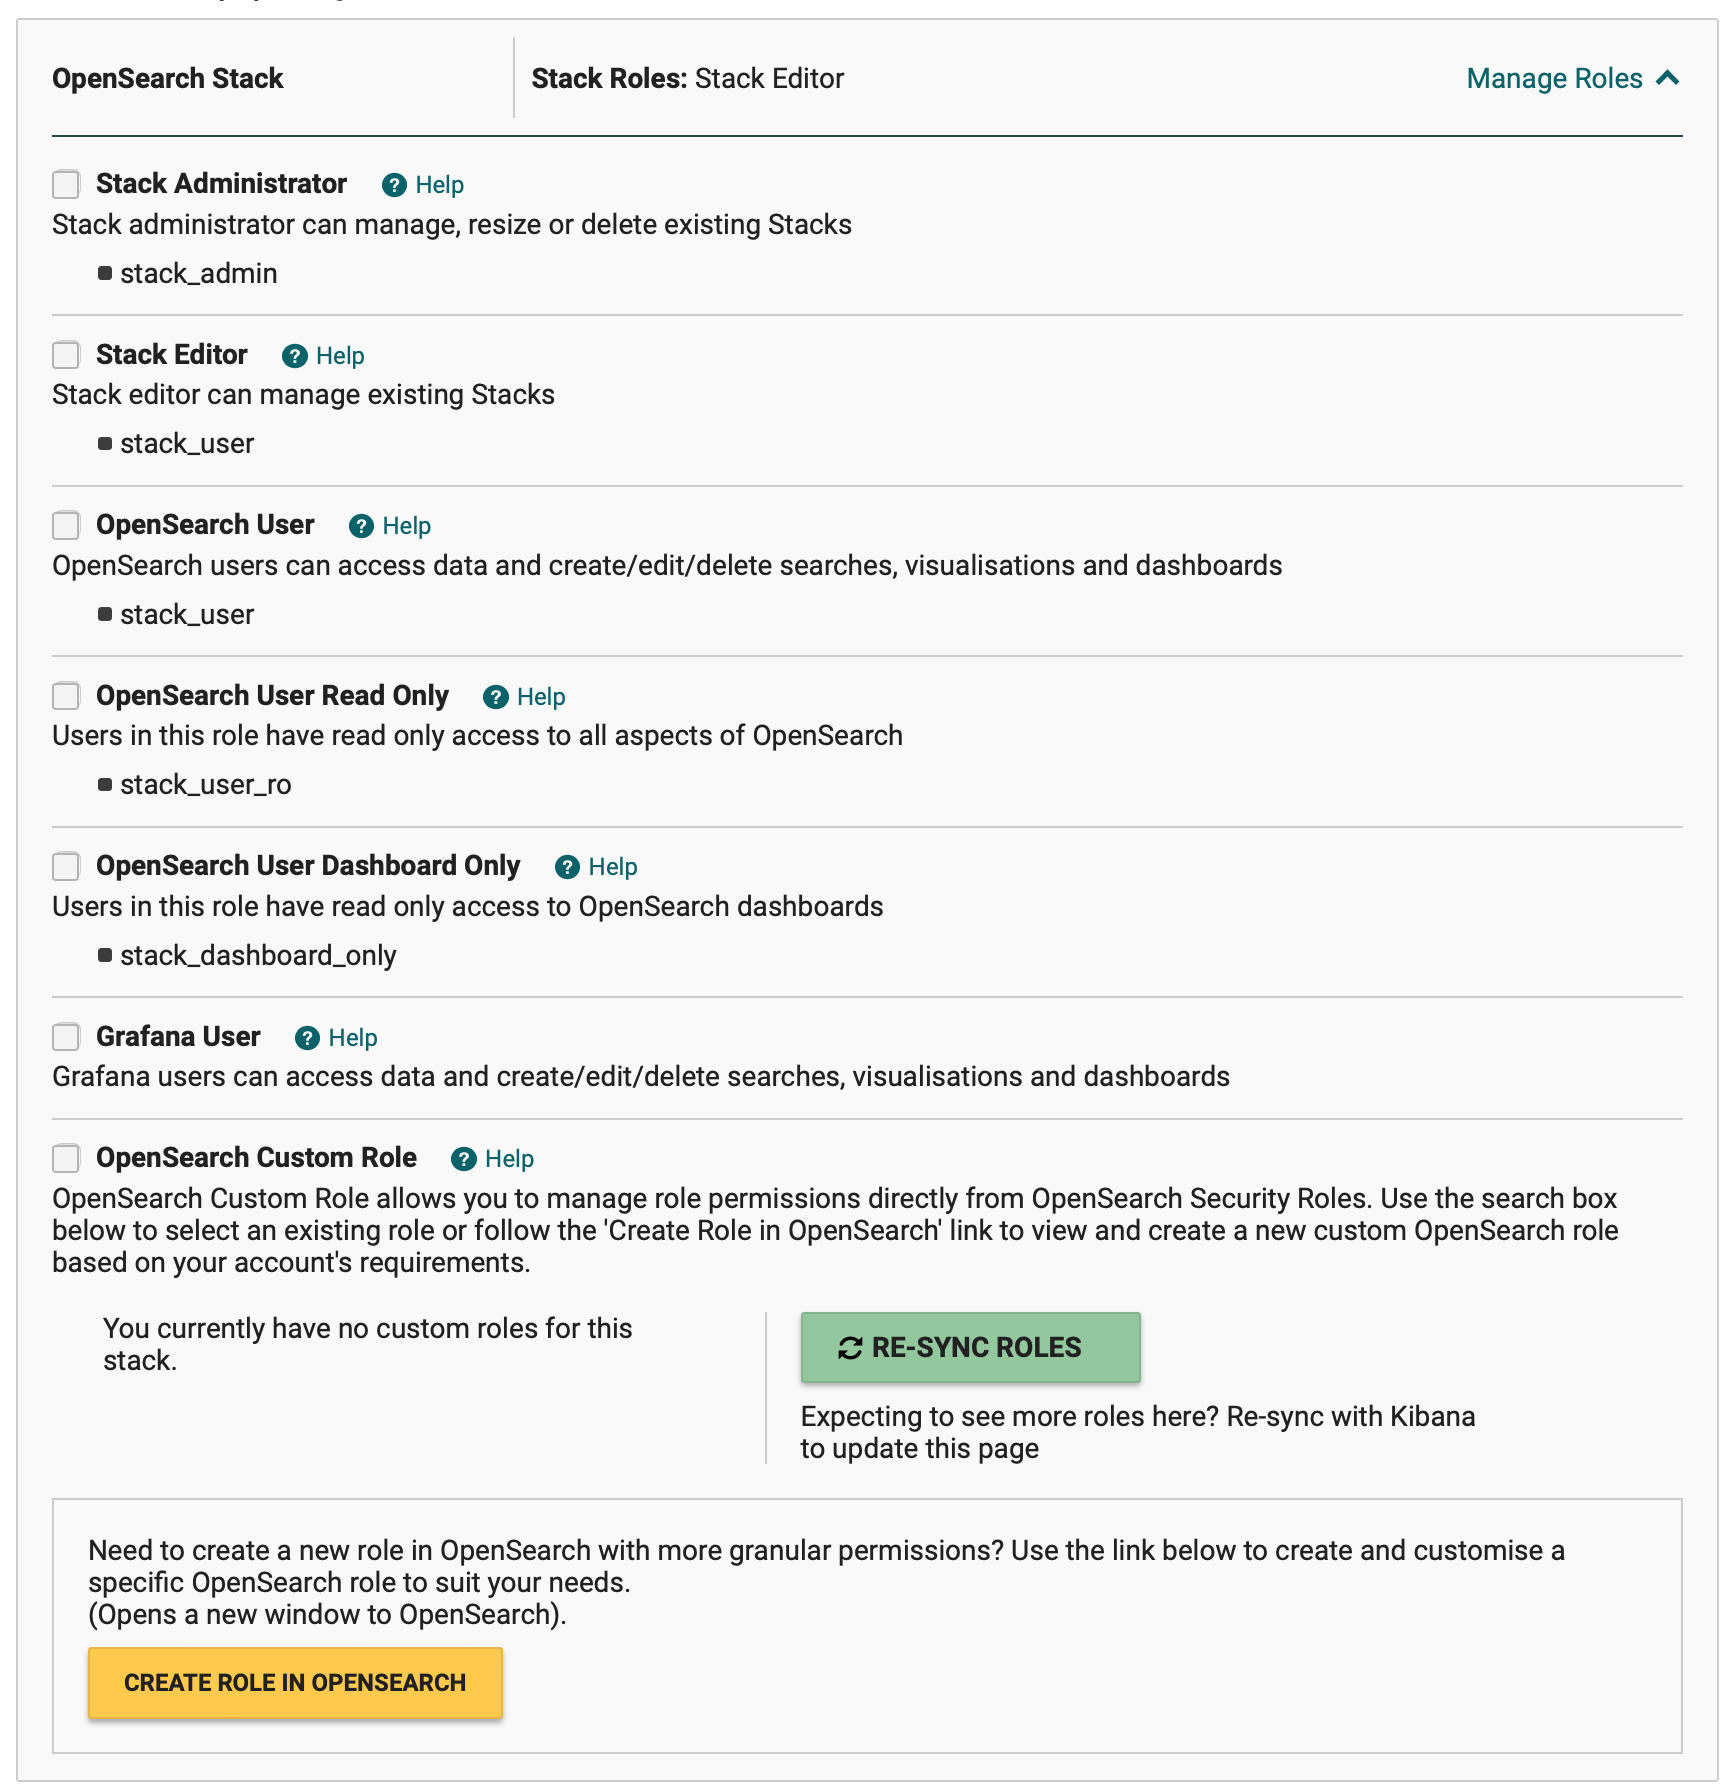 OpenSearch Stack
Stack Roles: Stack Editor
Manage Roles
Stack Administrator
Help
Stack administrator can manage, resize or delete existing Stacks
stack_admin
Stack Editor
Help
Stack editor can manage existing Stacks
stack_user
OpenSearch User
Help
OpenSearch users can access data and create/edit/delete searches, visualisations and dashboards
stack_user
OpenSearch User Read Only
Help
Users in this role have read only access to all aspects of OpenSearch
stack_user_ro
OpenSearch User Dashboard Only
Help
Users in this role have read only access to OpenSearch dashboards
stack_dashboard_only
Grafana User
Help
Grafana users can access data and create/edit/delete searches, visualisations and dashboards
OpenSearch Custom Role
Help
OpenSearch Custom Role allows you to manage role permissions directly from OpenSearch Security Roles. Use the search box
below to select an existing role or follow the 'Create Role in OpenSearch' link to view and create a new custom OpenSearch role
based on your account's requirements.
You currently have no custom roles for this
stack.
RE-SYNC ROLES
Expecting to see more roles here? Re-sync with Kibana
to update this page
Need to create a new role in OpenSearch with more granular permissions? Use the link below to create and customise a
specific OpenSearch role to suit your needs.
(Opens a new window to OpenSearch).
CREATE ROLE IN OPENSEARCH